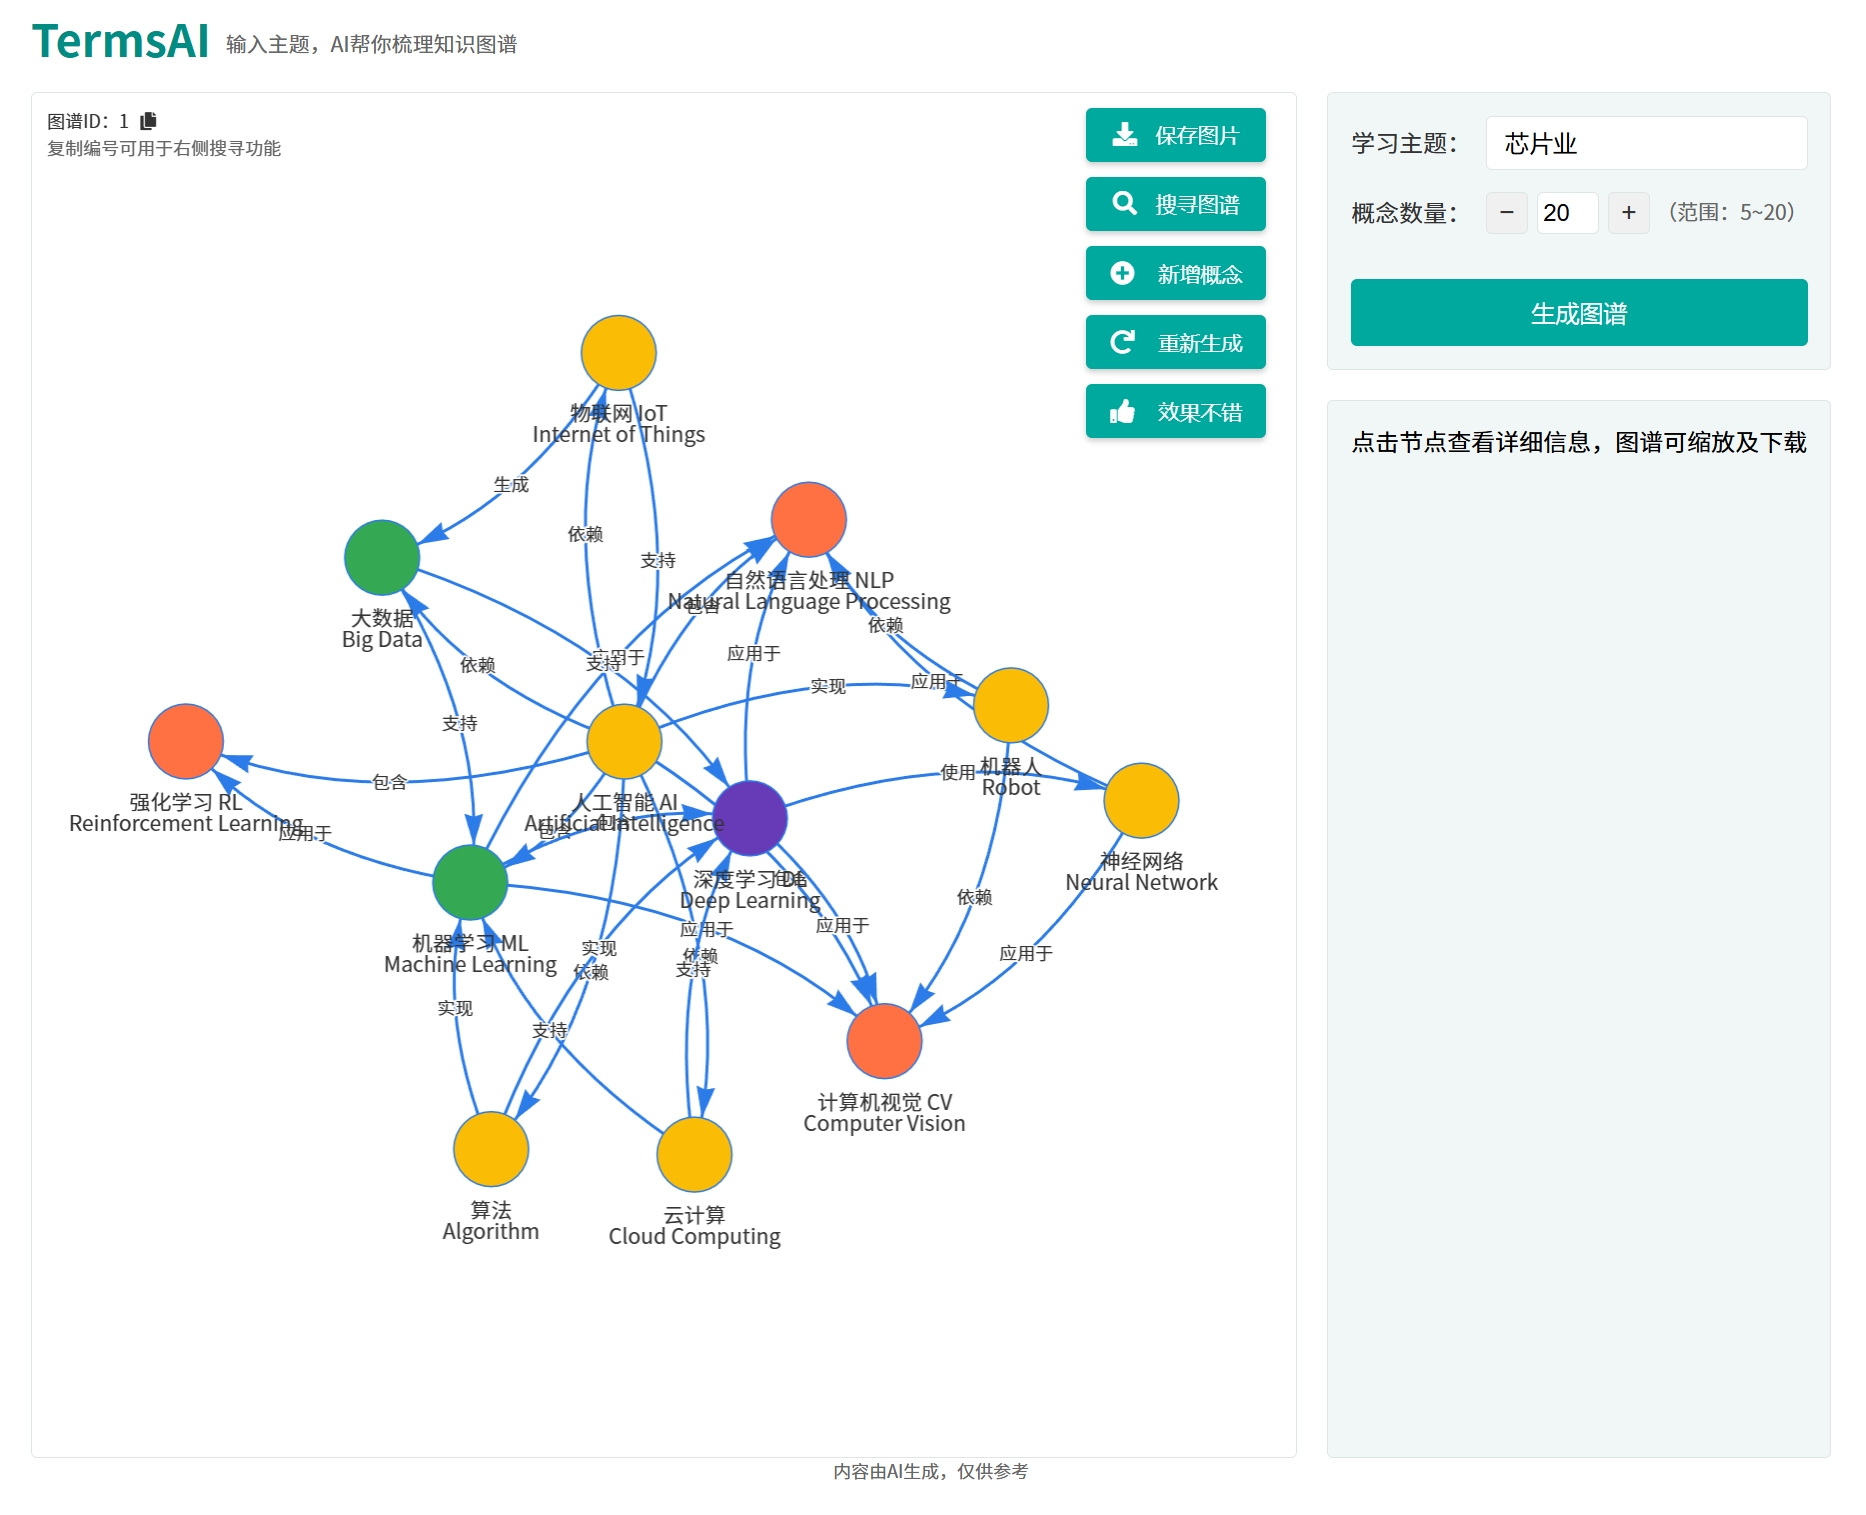 TermsAI 输入主题，AI帮你梳理知识图谱
图谱ID：1
复制编号可用于右侧搜寻功能
保存图片
搜寻图谱
新增概念
重新生成
效果不错
学习主题：
芯片业
概念数量：
−
20
+
（范围：5~20）
生成图谱
点击节点查看详细信息，图谱可缩放及下载
物联网 IoT
Internet of Things
生成
依赖
支持
自然语言处理 NLP
Natural Language Processing
包含
依赖
大数据
Big Data
应用于
支持
应用于
依赖
实现
应用于
支持
机器人
Robot
使用
包含
强化学习 RL
Reinforcement Learning
应用于
人工智能 AI
Artificial Intelligence
包含
包含
神经网络
Neural Network
深度学习 DL
Deep Learning
包含
依赖
应用于
应用于
机器学习 ML
Machine Learning
实现
依赖
依赖
支持
应用于
实现
支持
计算机视觉 CV
Computer Vision
算法
Algorithm
云计算
Cloud Computing
内容由AI生成，仅供参考